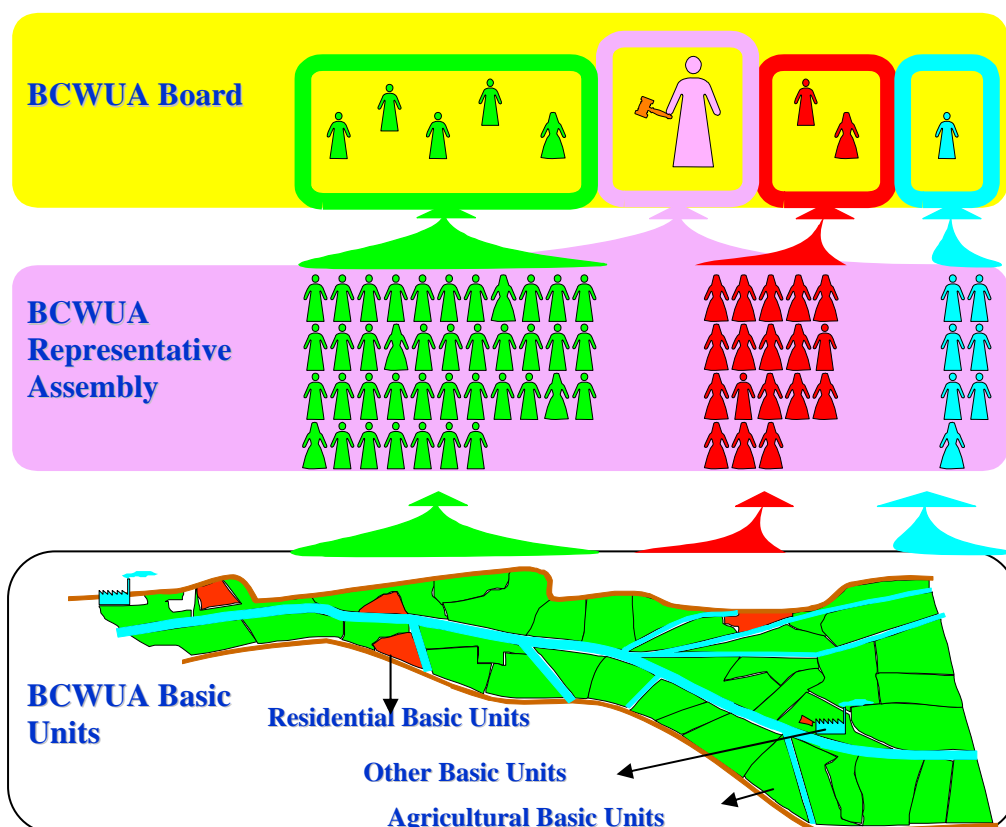 BCWUA Board
BCWUA
Representative
Assembly
BCWUA Basic
Units
Residential Basic Units
Other Basic Units
Agricultural Basic Units